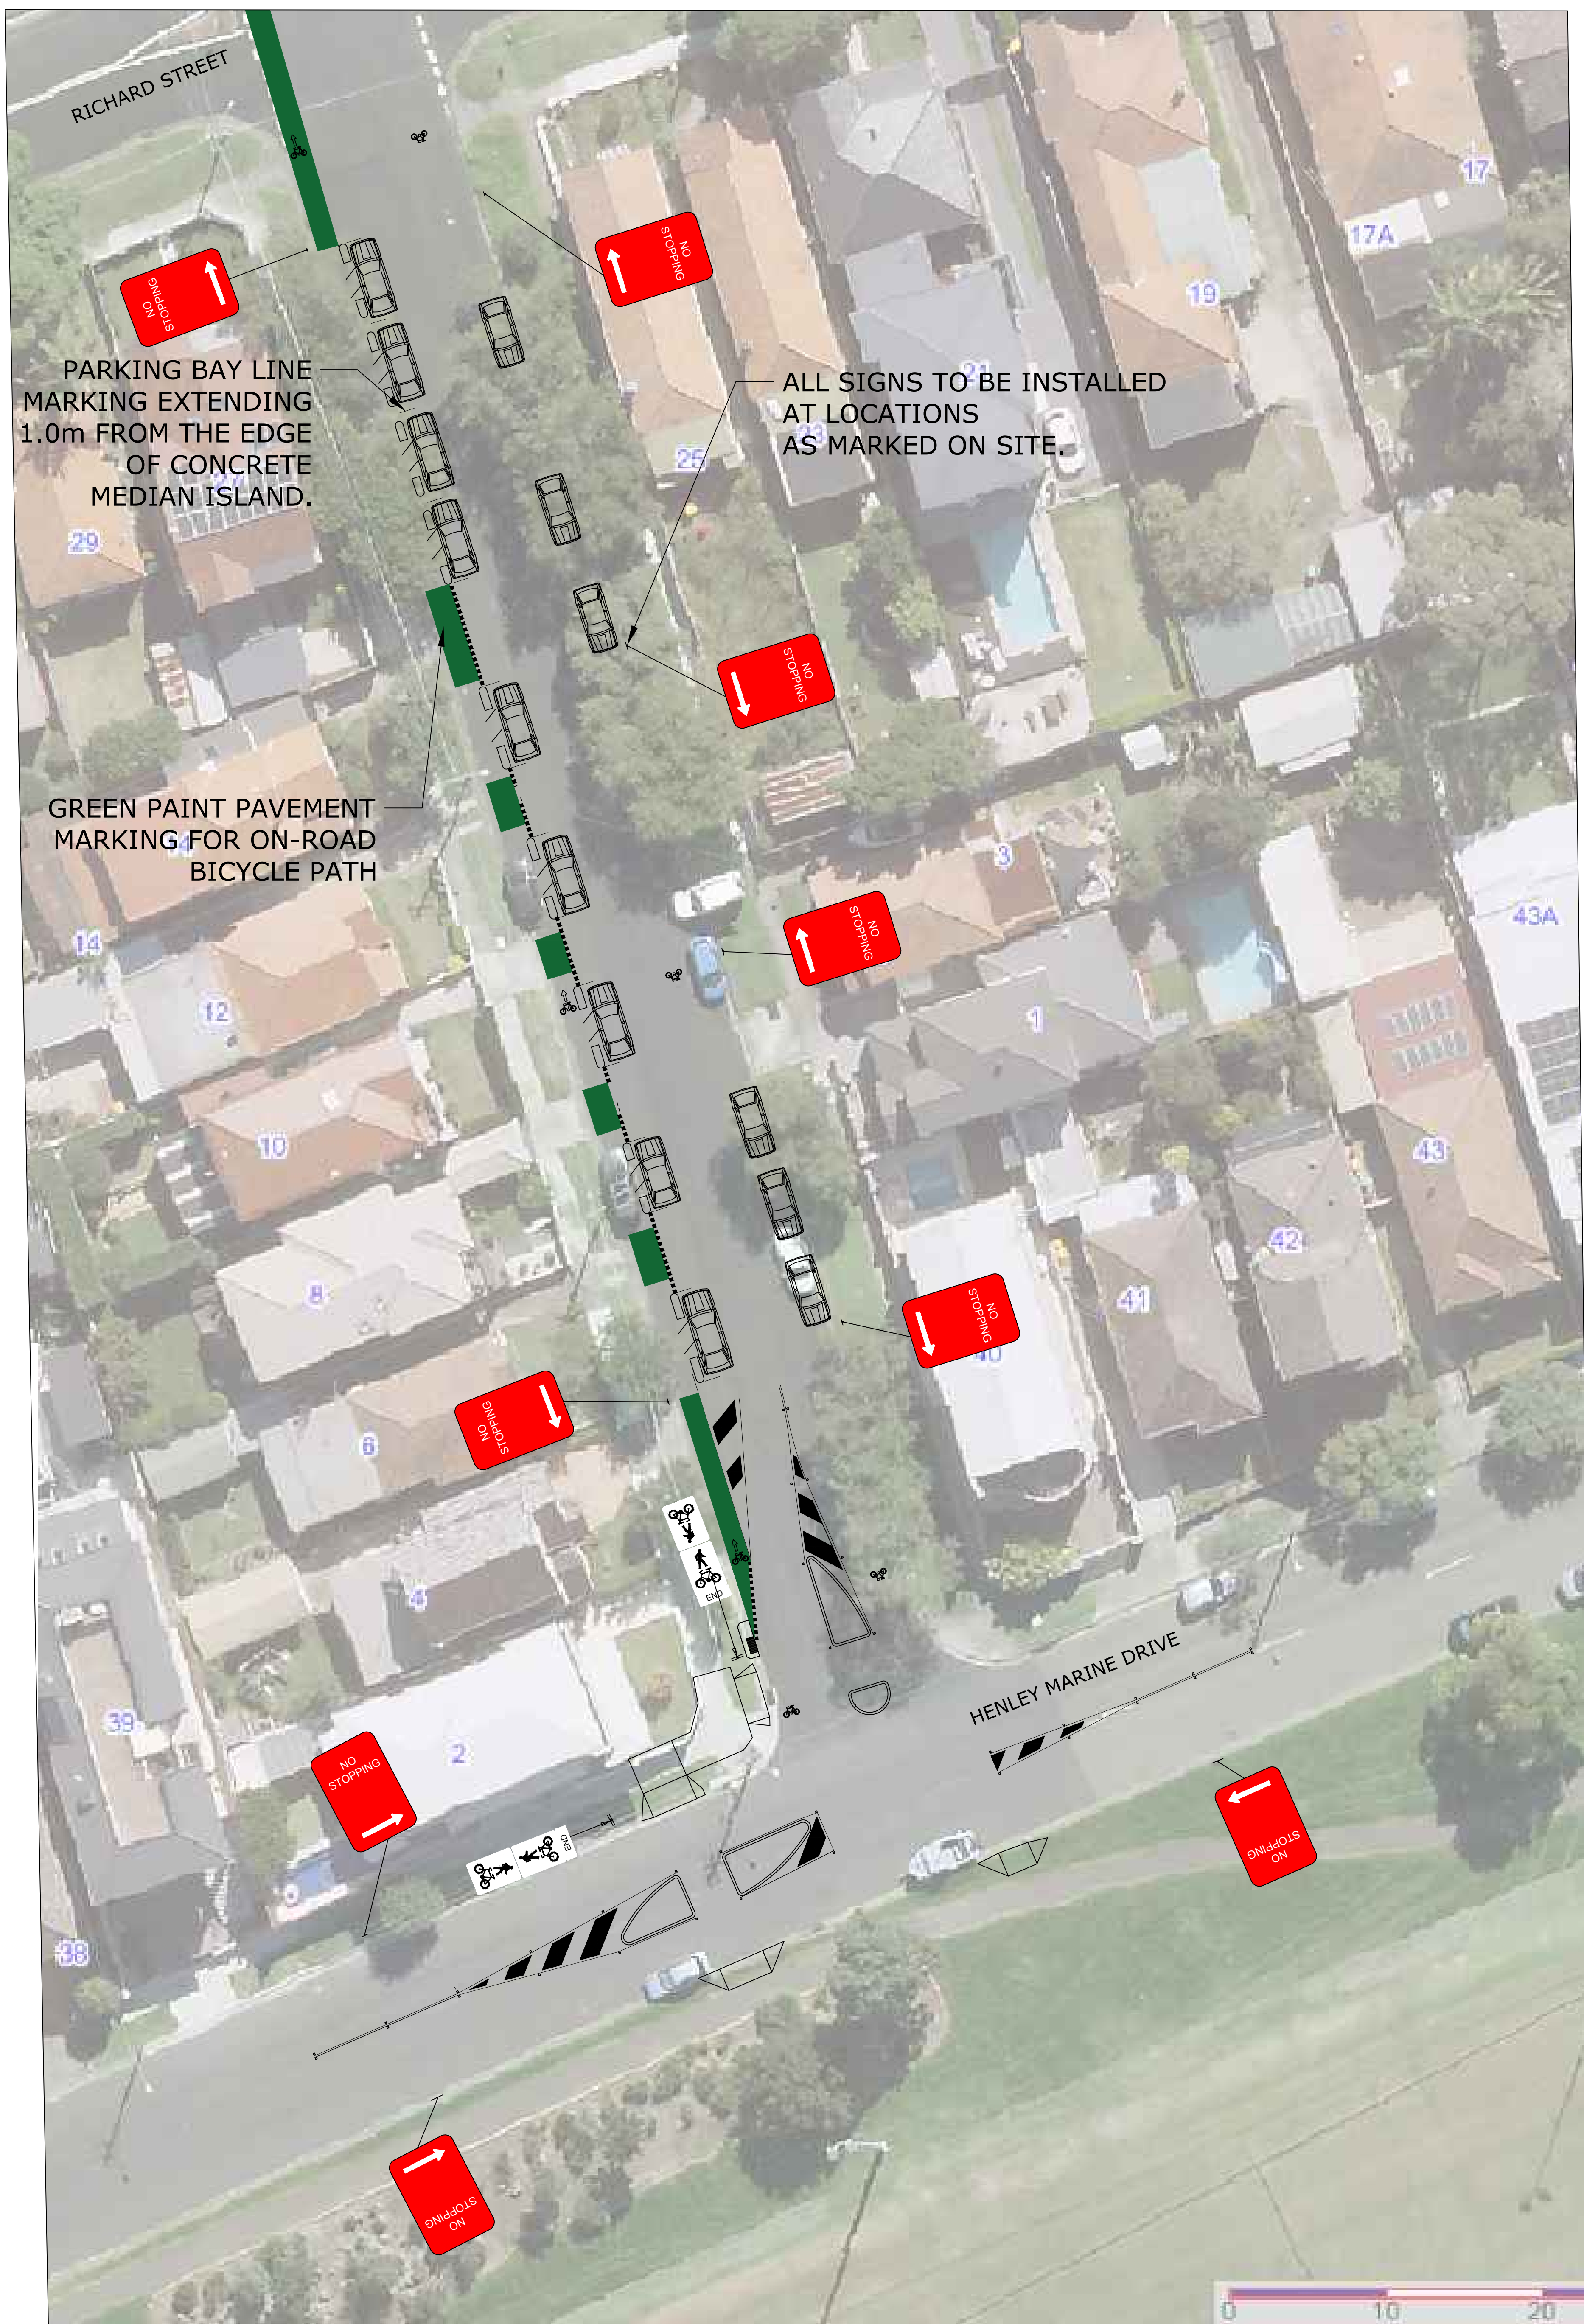 RICHARD STREET
17
17A
NO
STOPPING
NO
STOPPING
19
PARKING BAY LINE
MARKING EXTENDING
1.0m FROM THE EDGE
OF CONCRETE
MEDIAN ISLAND.
21
ALL SIGNS TO BE INSTALLED
AT LOCATIONS
AS MARKED ON SITE.
23
25
27
29
NO
STOPPING
GREEN PAINT PAVEMENT
MARKING FOR ON-ROAD
BICYCLE PATH
3
43A
14
NO
STOPPING
12
1
10
43
42
8
41
NO
STOPPING
40
NO
STOPPING
6
4
END
HENLEY MARINE DRIVE
39
2
NO
STOPPING
END
NO
STOPPING
38
NO
STOPPING
0 10 20